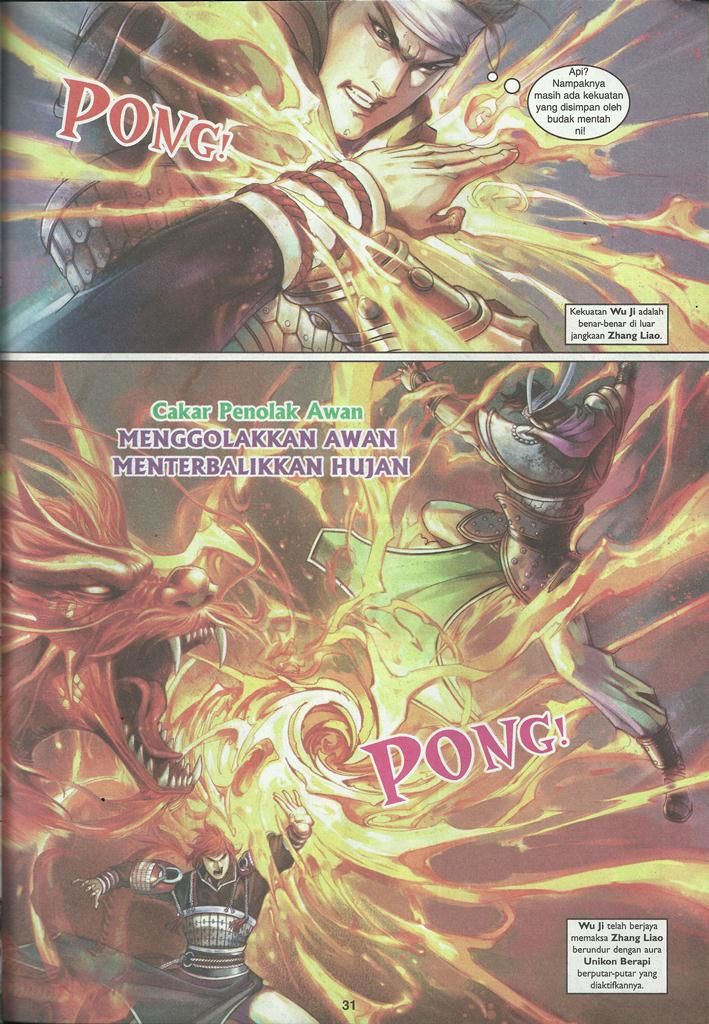 Api?
Nampaknya
masih ada kekuatan
yang disimpan oleh
budak mentah
ni!
PONG!
Kekuatan Wu Ji adalah
benar-benar di luar
jangkaan Zhang Liao.
Cakar Penolak Awan
MENGGOLAKKAN AWAN
MENTERBALIKKAN HUJAN
PONG!
Wu Ji telah berjaya
memaksa Zhang Liao
berundur dengan aura
Unikon Berapi
berputar-putar yang
diaktifkannya.
31